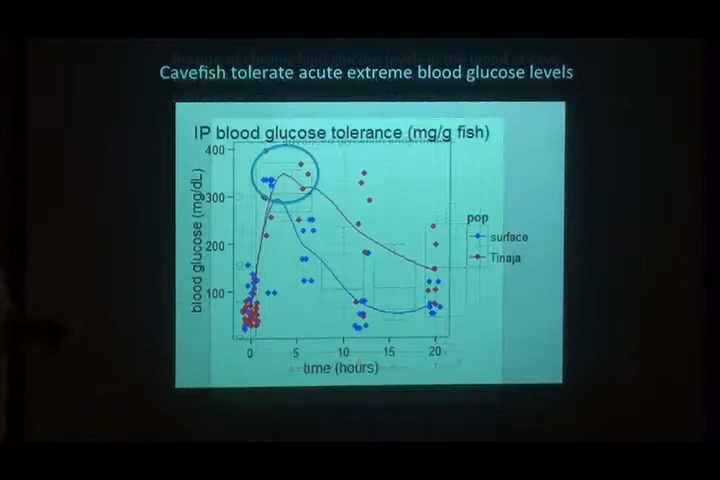 Cavefish tolerate acute extreme blood glucose levels
IP blood glucose tolerance (mg/g fish)
400
300
200
100
blood glucose (mg/dL)
0
5
10
15
20
time (hours)
pop
surface
Tinaja